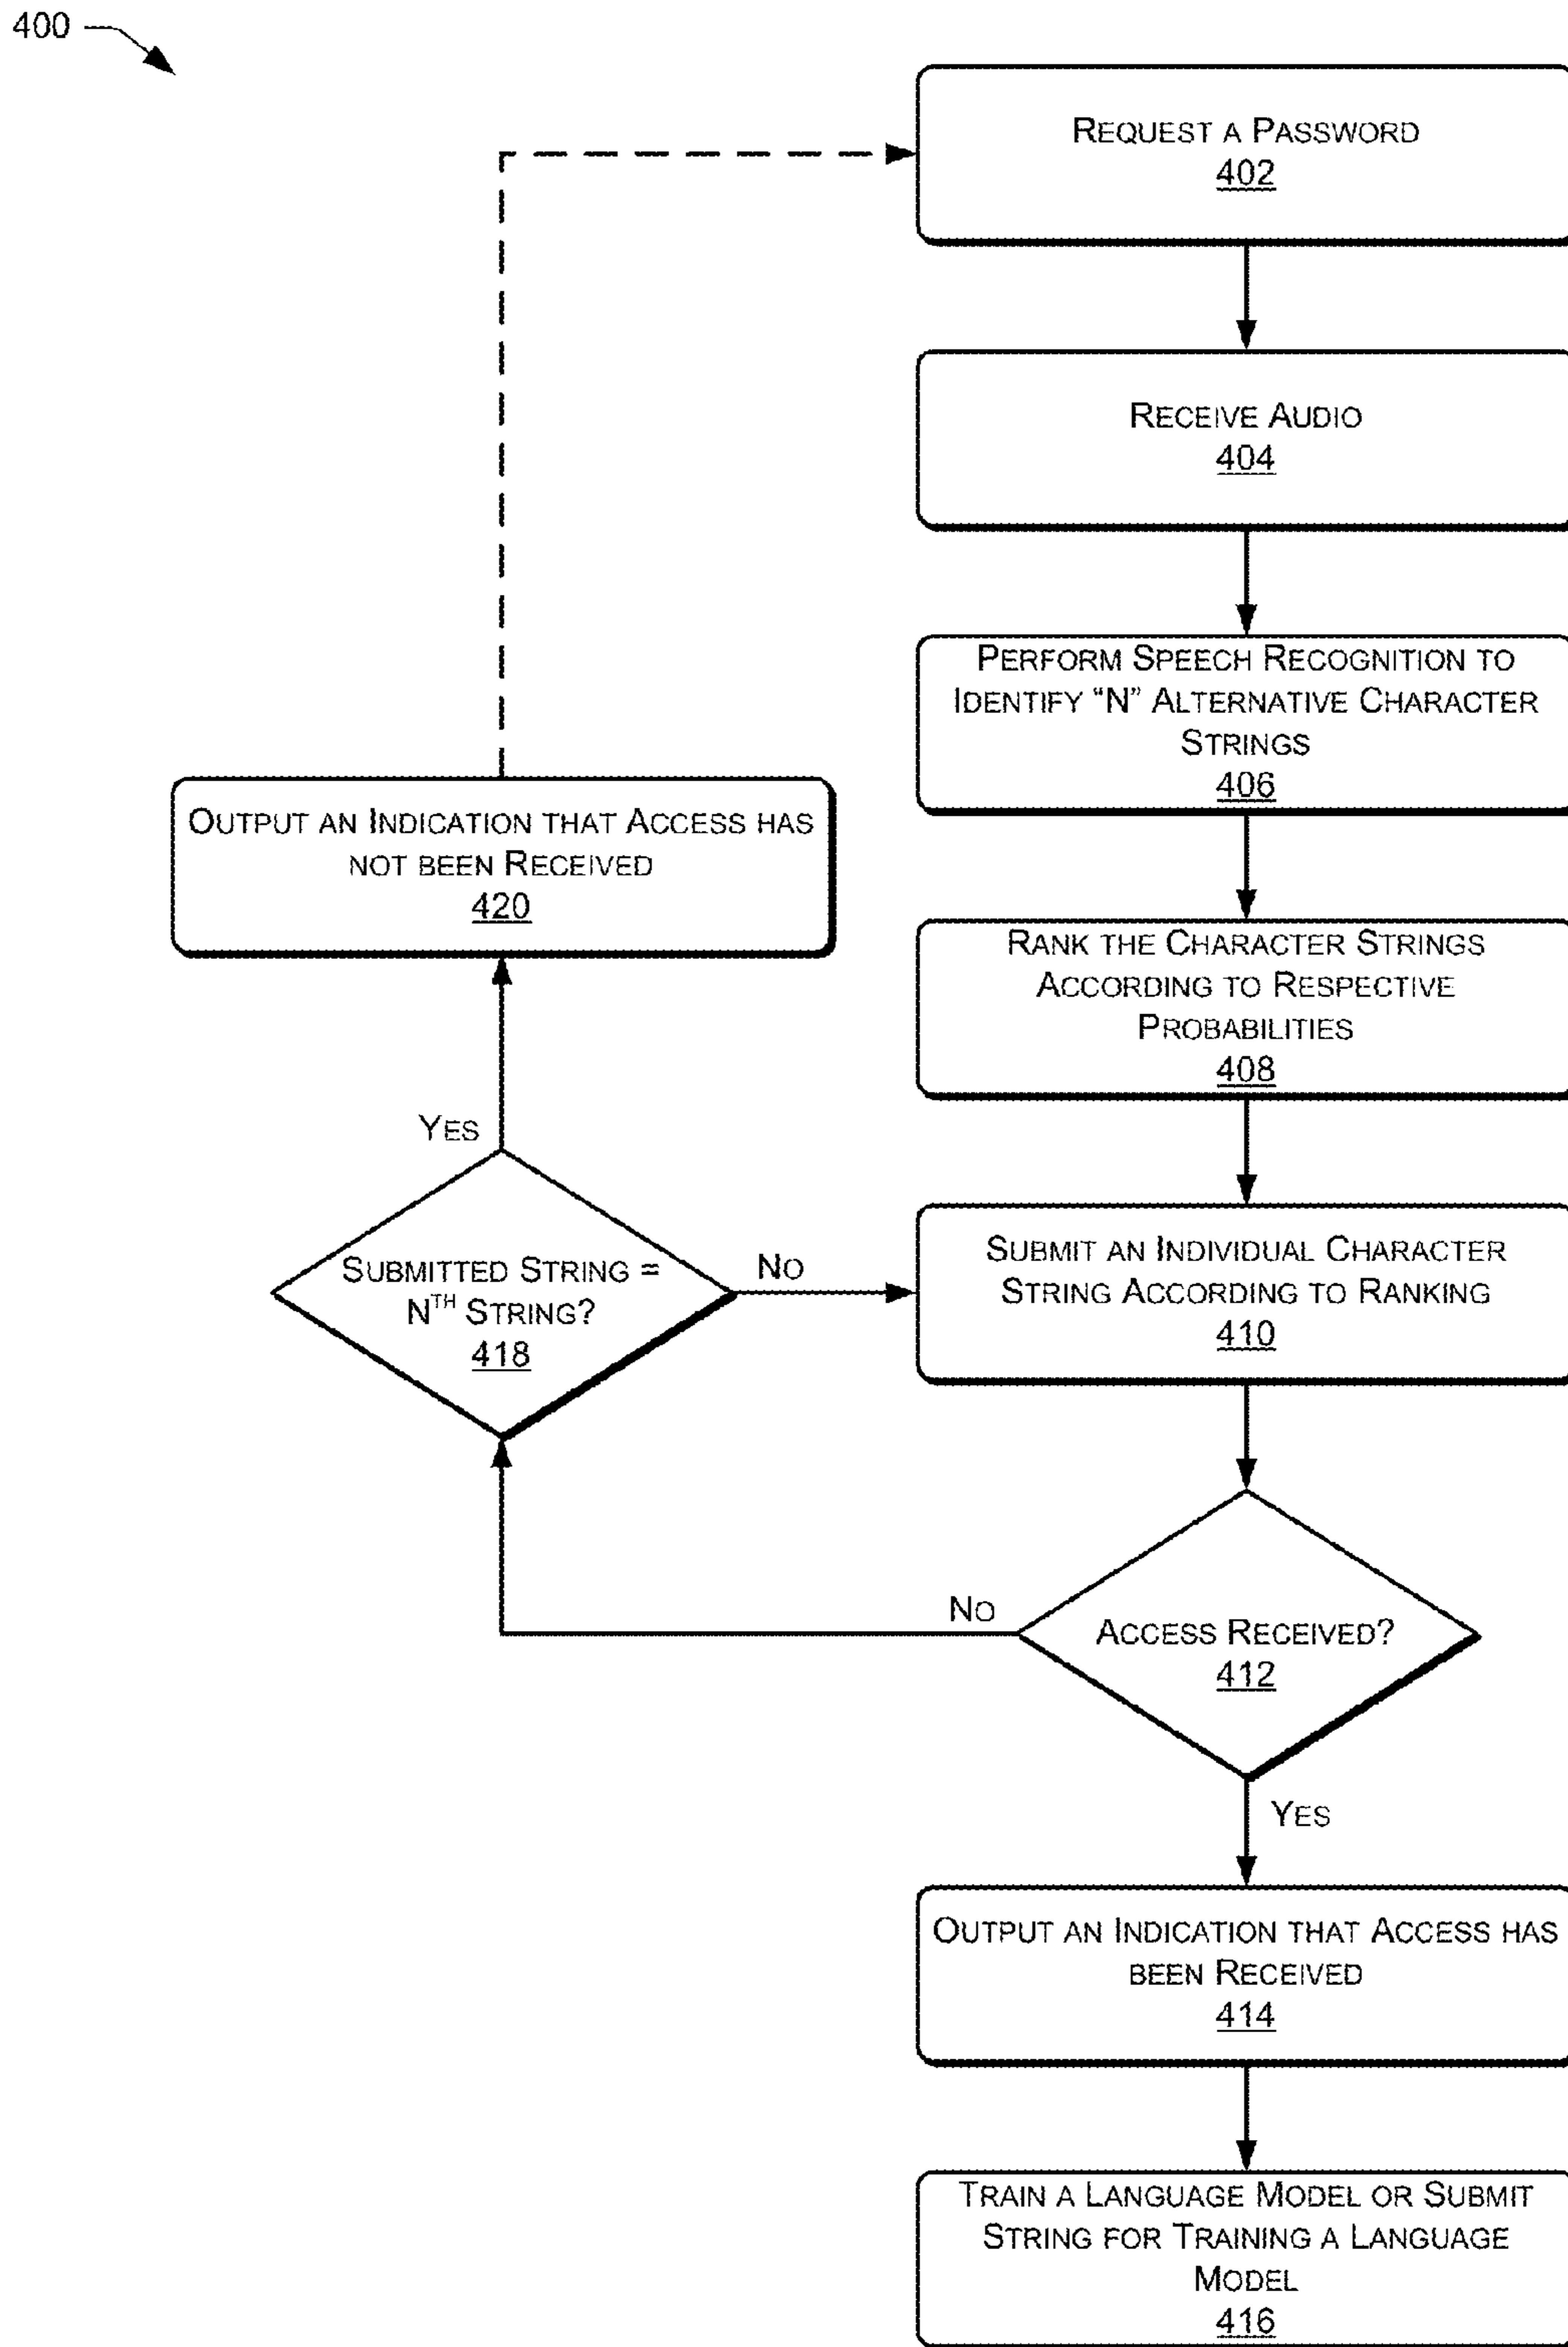 400
REQUEST A PASSWORD
402
RECEIVE AUDIO
404
PERFORM SPEECH RECOGNITION TO
IDENTIFY “N” ALTERNATIVE CHARACTER
STRINGS
406
OUTPUT AN INDICATION THAT ACCESS HAS
NOT BEEN RECEIVED
420
RANK THE CHARACTER STRINGS
ACCORDING TO RESPECTIVE
PROBABILITIES
408
YES
SUBMITTED STRING =
NTH STRING?
418
NO
SUBMIT AN INDIVIDUAL CHARACTER
STRING ACCORDING TO RANKING
410
NO
ACCESS RECEIVED?
412
YES
OUTPUT AN INDICATION THAT ACCESS HAS
BEEN RECEIVED
414
TRAIN A LANGUAGE MODEL OR SUBMIT
STRING FOR TRAINING A LANGUAGE
MODEL
416